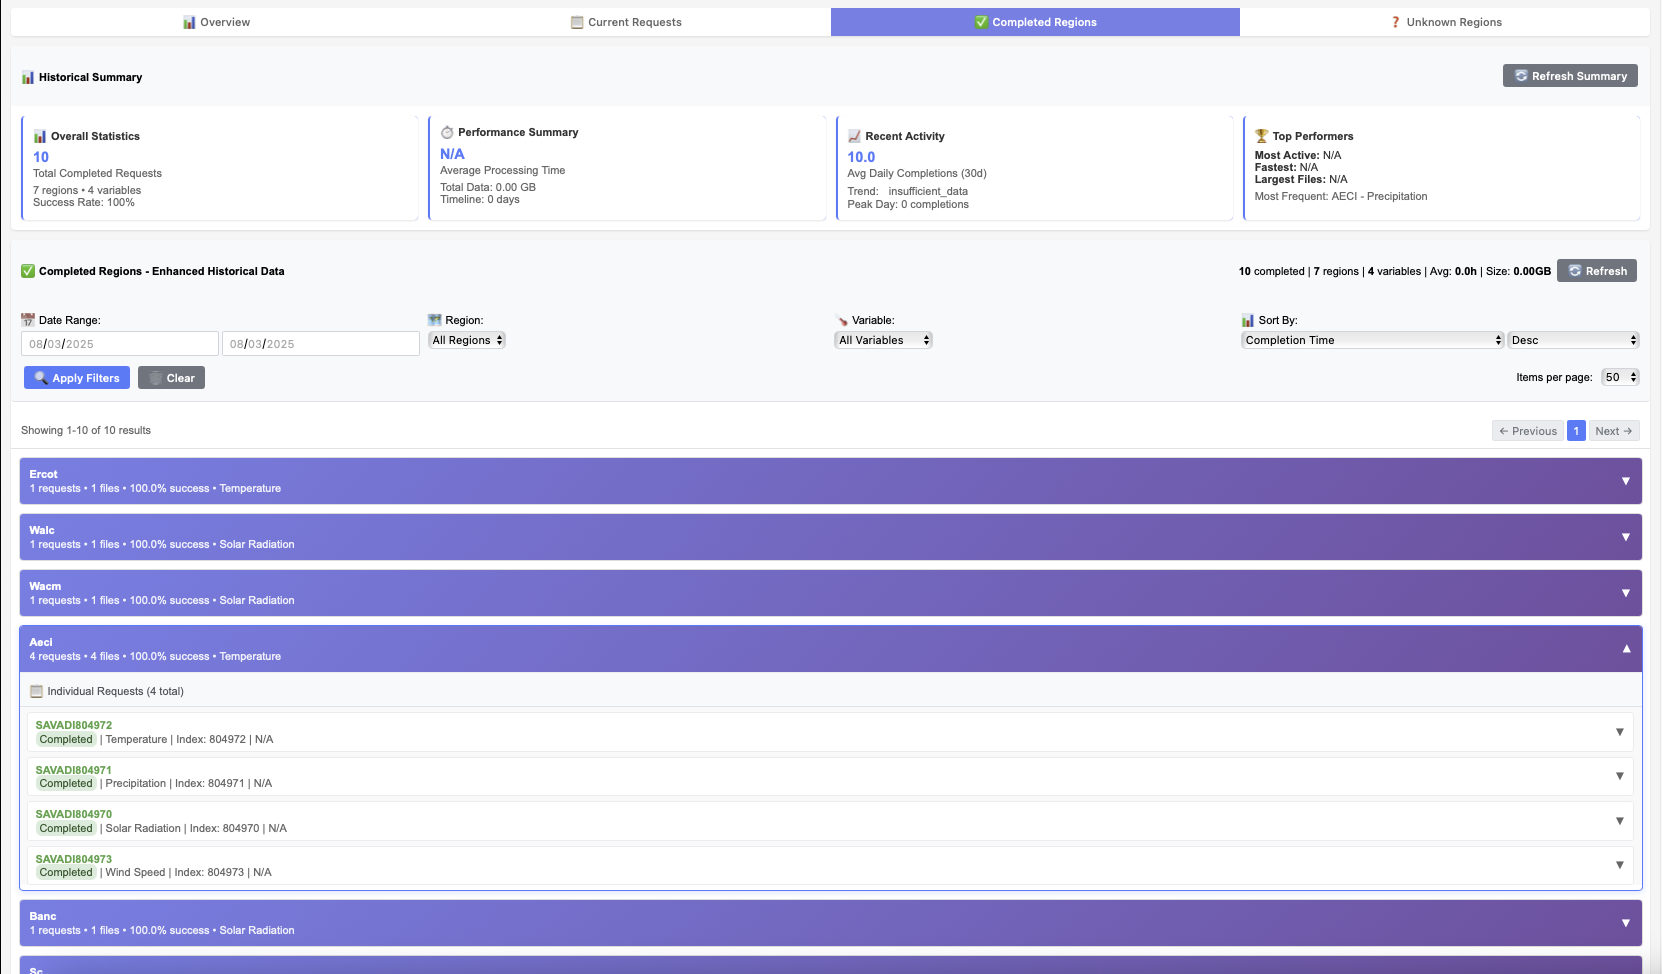 Overview
Current Requests
Completed Regions
Unknown Regions
Historical Summary
Refresh Summary
Overall Statistics
10
Total Completed Requests
7 regions • 4 variables
Success Rate: 100%
Performance Summary
N/A
Average Processing Time
Total Data: 0.00 GB
Timeline: 0 days
Recent Activity
10.0
Avg Daily Completions (30d)
Trend: insufficient_data
Peak Day: 0 completions
Top Performers
Most Active: N/A
Fastest: N/A
Largest Files: N/A
Most Frequent: AECI - Precipitation
Completed Regions - Enhanced Historical Data
10 completed | 7 regions | 4 variables | Avg: 0.0h | Size: 0.00GB
Refresh
Date Range:
08/03/2025
08/03/2025
Region:
All Regions
Variable:
All Variables
Sort By:
Completion Time
Desc
Apply Filters
Clear
Items per page: 50
Showing 1-10 of 10 results
← Previous
1
Next →
Ercot
1 requests • 1 files • 100.0% success • Temperature
Walc
1 requests • 1 files • 100.0% success • Solar Radiation
Wacm
1 requests • 1 files • 100.0% success • Solar Radiation
Aeci
4 requests • 4 files • 100.0% success • Temperature
Individual Requests (4 total)
SAVADI804972
Completed | Temperature | Index: 804972 | N/A
SAVADI804971
Completed | Precipitation | Index: 804971 | N/A
SAVADI804970
Completed | Solar Radiation | Index: 804970 | N/A
SAVADI804973
Completed | Wind Speed | Index: 804973 | N/A
Banc
1 requests • 1 files • 100.0% success • Solar Radiation
Sc